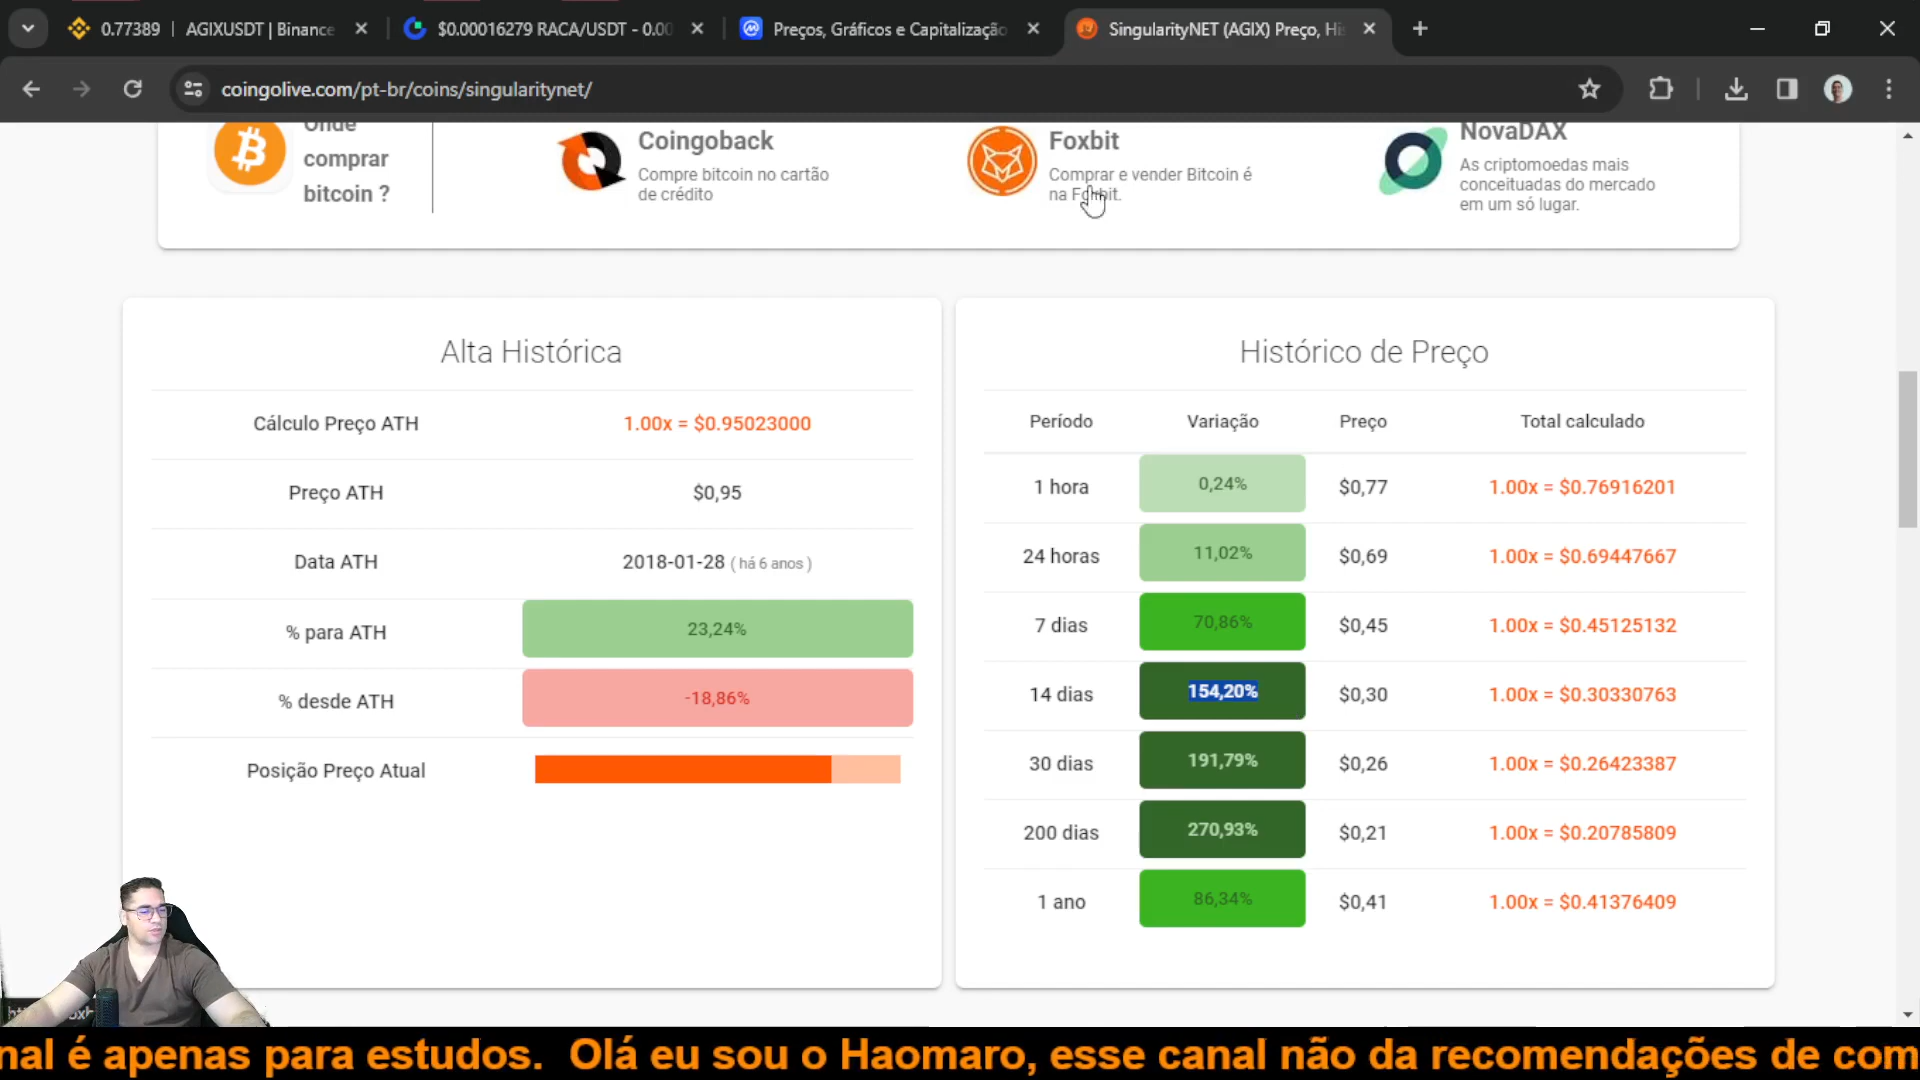 0.77389 | AGIXUSDT | Binance
$0.00016279 RACA/USDT - 0.00
Preços, Gráficos e Capitalização
SingularityNET (AGIX) Preço, His
coingolive.com/pt-br/coins/singularitynet/
Onde
comprar
bitcoin ?
Coingoback
Compre bitcoin no cartão
de crédito
Foxbit
Comprar e vender Bitcoin é
na Foxbit.
NovaDAX
As criptomoedas mais
conceituadas do mercado
em um só lugar.
Alta Histórica
Cálculo Preço ATH 1.00x = $0.95023000
Preço ATH $0,95
Data ATH 2018-01-28 ( há 6 anos )
% para ATH 23,24%
% desde ATH -18,86%
Posição Preço Atual
Histórico de Preço
Período Variação Preço Total calculado
1 hora 0,24% $0,77 1.00x = $0.76916201
24 horas 11,02% $0,69 1.00x = $0.69447667
7 dias 70,86% $0,45 1.00x = $0.45125132
14 dias 154,20% $0,30 1.00x = $0.30330763
30 dias 191,79% $0,26 1.00x = $0.26423387
200 dias 270,93% $0,21 1.00x = $0.20785809
1 ano 86,34% $0,41 1.00x = $0.41376409
nal é apenas para estudos. Olá eu sou o Haomaro, esse canal não da recomendações de com